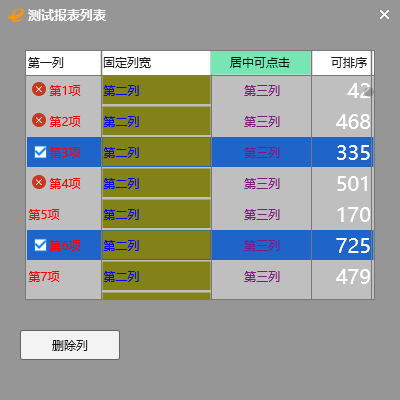 测试报表列表
第一列 固定列宽 居中可点击 可排序
第1项 第二列 第三列 42
第2项 第二列 第三列 468
第3项 第二列 第三列 335
第4项 第二列 第三列 501
第5项 第二列 第三列 170
第6项 第二列 第三列 725
第7项 第二列 第三列 479
删除列